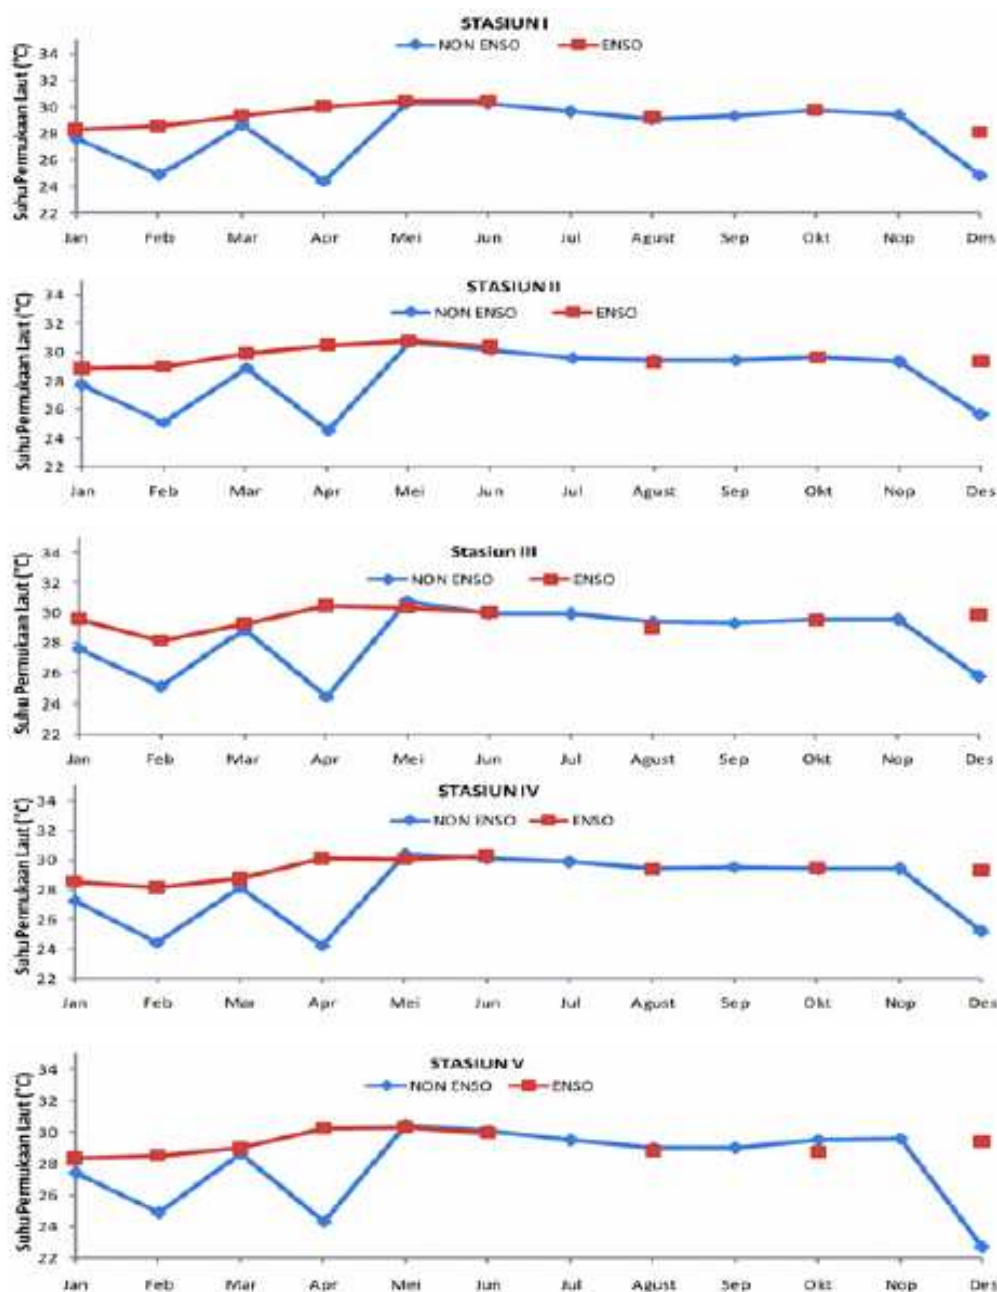 STASIUN I
NON ENSO ENSO
Suhu Permukaan Laut (°C)
34
32
30
28
26
24
22
Jan Feb Mar Apr Mei Jun Jul Agust Sep Okt Nop Des
STASIUN II
NON ENSO ENSO
Suhu Permukaan Laut (°C)
34
32
30
28
26
24
22
Jan Feb Mar Apr Mei Jun Jul Agust Sep Okt Nop Des
Stasiun III
NON ENSO ENSO
Suhu Permukaan Laut (°C)
34
32
30
28
26
24
22
Jan Feb Mar Apr Mei Jun Jul Agust Sep Okt Nop Des
STASIUN IV
NON ENSO ENSO
Suhu Permukaan Laut (°C)
34
32
30
28
26
24
22
Jan Feb Mar Apr Mei Jun Jul Agust Sep Okt Nop Des
STASIUN V
NON ENSO ENSO
Suhu Permukaan Laut (°C)
34
32
30
28
26
24
22
Jan Feb Mar Apr Mei Jun Jul Agust Sep Okt Nop Des